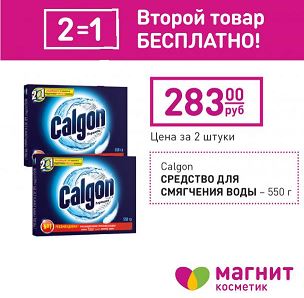 2=1
Второй товар
БЕСПЛАТНО!
283 00 руб
Цена за 2 штуки
Calgon
СРЕДСТВО ДЛЯ
СМЯГЧЕНИЯ ВОДЫ – 550 г
Calgon
Calgon
550 г
МАГНИТ
косметик